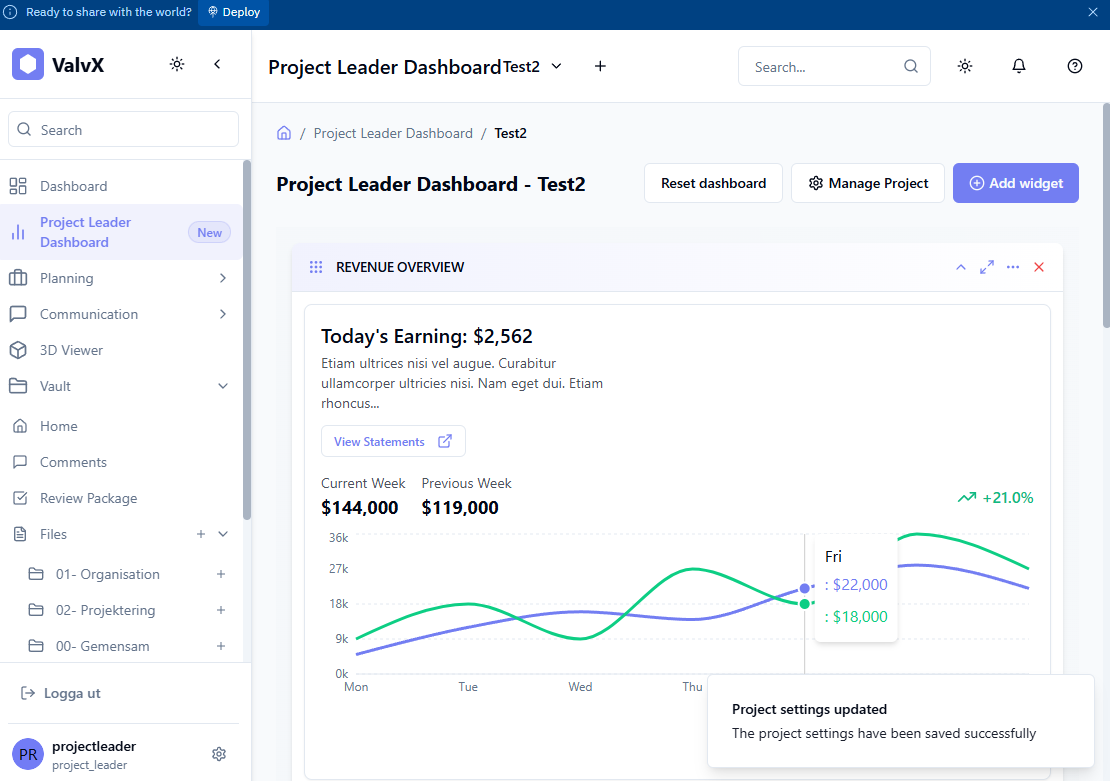 Ready to share with the world?
Deploy
ValvX
Search
Dashboard
Project Leader
Dashboard
New
Planning
Communication
3D Viewer
Vault
Home
Comments
Review Package
Files
01- Organisation
02- Projektering
00- Gemensam
Logga ut
PR
projectleader
project_leader
Project Leader Dashboard
Test2
Search...
/ Project Leader Dashboard / Test2
Project Leader Dashboard - Test2
Reset dashboard
Manage Project
Add widget
REVENUE OVERVIEW
Today's Earning: $2,562
Etiam ultrices nisi vel augue. Curabitur
ullamcorper ultricies nisi. Nam eget dui. Etiam
rhoncus...
View Statements
Current Week
Previous Week
$144,000
$119,000
+21.0%
36k
27k
18k
9k
0k
Mon
Tue
Wed
Thu
Fri
: $22,000
: $18,000
Project settings updated
The project settings have been saved successfully